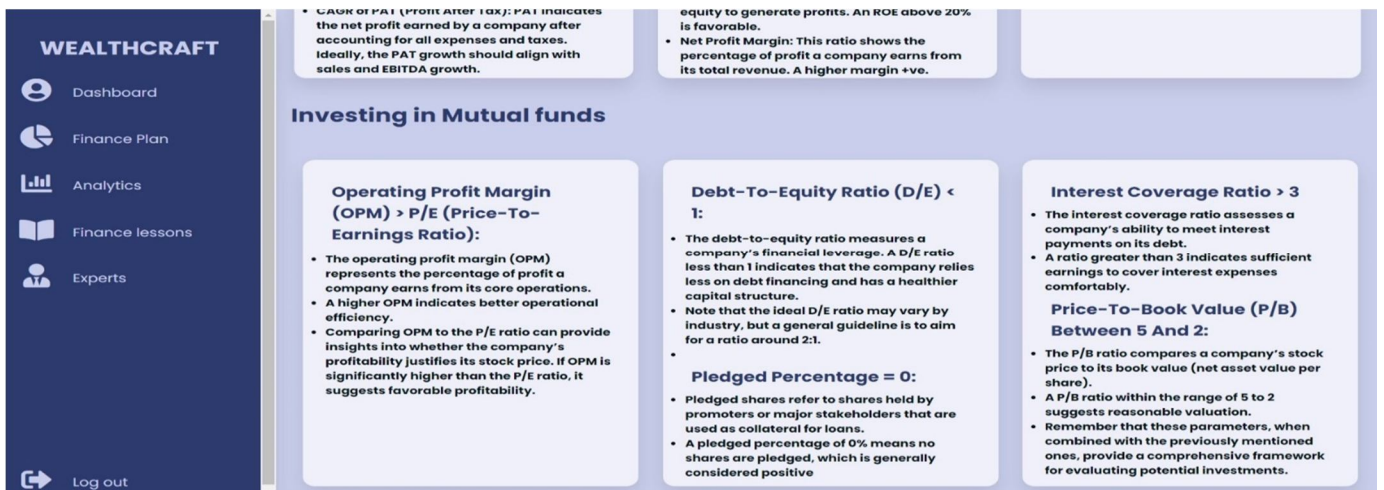 WEALTHCRAFT
Dashboard
Finance Plan
Analytics
Finance lessons
Experts
Log out
• CAGR of PAT (Profit After Tax): PAT indicates
the net profit earned by a company after
accounting for all expenses and taxes.
Ideally, the PAT growth should align with
sales and EBITDA growth.
equity to generate profits. An ROE above 20%
is favorable.
• Net Profit Margin: This ratio shows the
percentage of profit a company earns from
its total revenue. A higher margin +ve.
Investing in Mutual funds
Operating Profit Margin
(OPM) > P/E (Price-To-
Earnings Ratio):
• The operating profit margin (OPM)
represents the percentage of profit a
company earns from its core operations.
• A higher OPM indicates better operational
efficiency.
• Comparing OPM to the P/E ratio can provide
insights into whether the company's
profitability justifies its stock price. If OPM is
significantly higher than the P/E ratio, it
suggests favorable profitability.
Debt-To-Equity Ratio (D/E) <
1:
• The debt-to-equity ratio measures a
company's financial leverage. A D/E ratio
less than 1 indicates that the company relies
less on debt financing and has a healthier
capital structure.
• Note that the ideal D/E ratio may vary by
industry, but a general guideline is to aim
for a ratio around 2:1.
•
Pledged Percentage = 0:
• Pledged shares refer to shares held by
promoters or major stakeholders that are
used as collateral for loans.
• A pledged percentage of 0% means no
shares are pledged, which is generally
considered positive
Interest Coverage Ratio > 3
• The interest coverage ratio assesses a
company's ability to meet interest
payments on its debt.
• A ratio greater than 3 indicates sufficient
earnings to cover interest expenses
comfortably.
Price-To-Book Value (P/B)
Between 5 And 2:
• The P/B ratio compares a company's stock
price to its book value (net asset value per
share).
• A P/B ratio within the range of 5 to 2
suggests reasonable valuation.
• Remember that these parameters, when
combined with the previously mentioned
ones, provide a comprehensive framework
for evaluating potential investments.